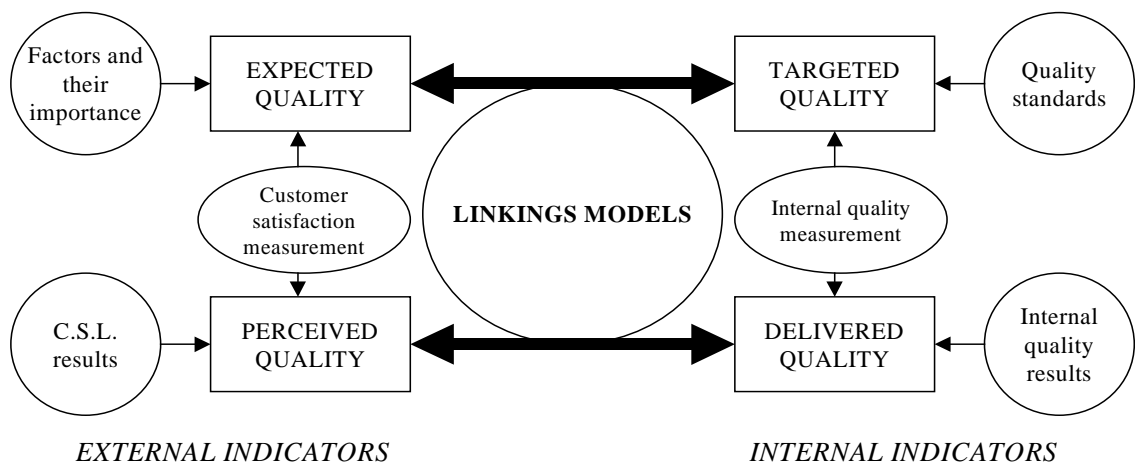 Factors and
their
importance
EXPECTED
QUALITY
TARGETED
QUALITY
Quality
standards
Customer
satisfaction
measurement
LINKINGS MODELS
Internal quality
measurement
C.S.L.
results
PERCEIVED
QUALITY
DELIVERED
QUALITY
Internal
quality
results
EXTERNAL INDICATORS
INTERNAL INDICATORS